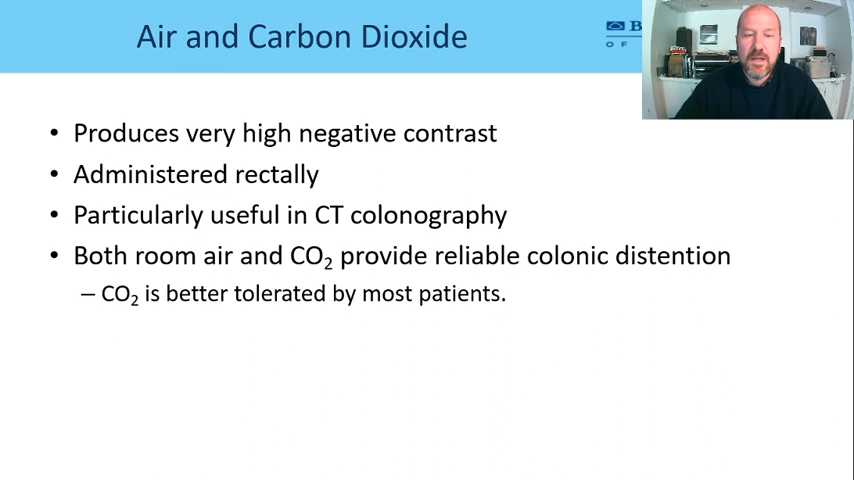 Air and Carbon Dioxide
B
OF
• Produces very high negative contrast
• Administered rectally
• Particularly useful in CT colonography
• Both room air and CO₂ provide reliable colonic distention
– CO₂ is better tolerated by most patients.